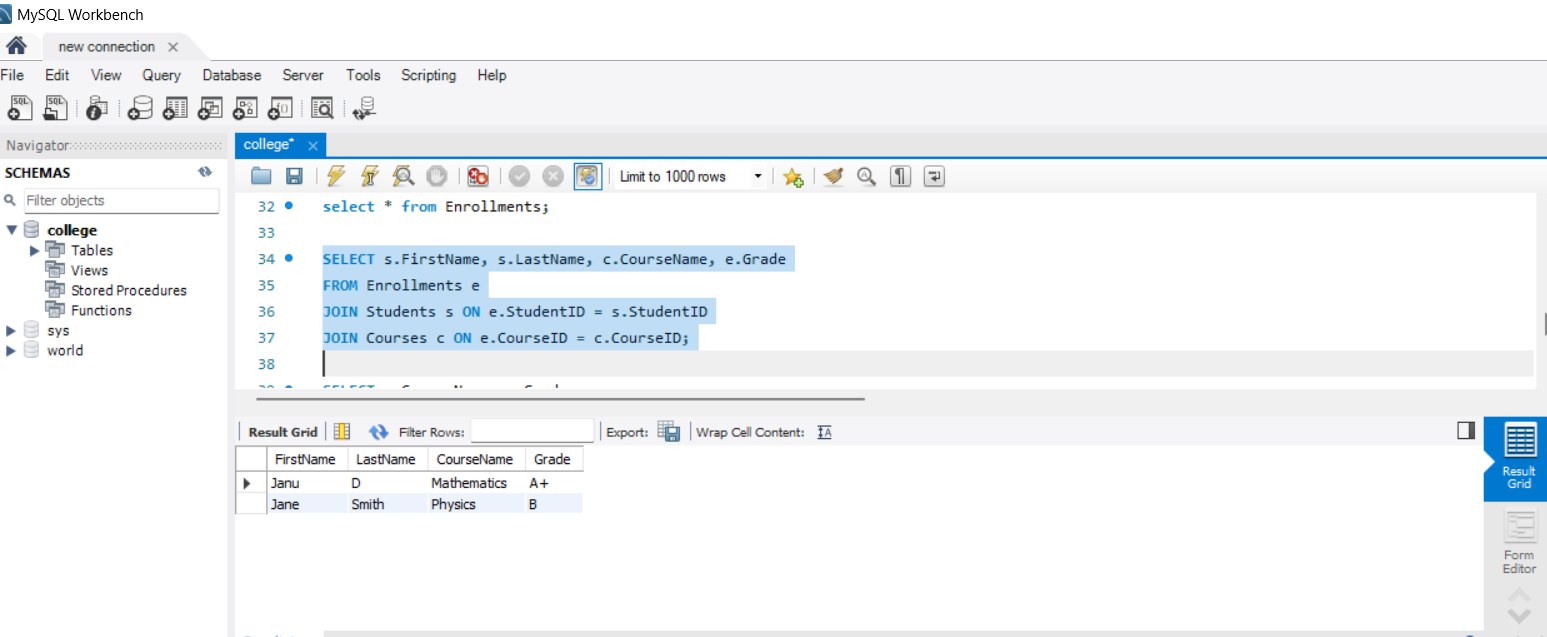 MySQL Workbench
new connection
File Edit View Query Database Server Tools Scripting Help
Navigator
SCHEMAS
Filter objects
college
Tables
Views
Stored Procedures
Functions
sys
world
college*
Limit to 1000 rows
32 select * from Enrollments;
33
34 SELECT s.FirstName, s.LastName, c.CourseName, e.Grade
35 FROM Enrollments e
36 JOIN Students s ON e.StudentID = s.StudentID
37 JOIN Courses c ON e.CourseID = c.CourseID;
38
Result Grid Filter Rows: Export: Wrap Cell Content:
FirstName LastName CourseName Grade
Janu D Mathematics A+
Jane Smith Physics B
Result
Grid
Form
Editor